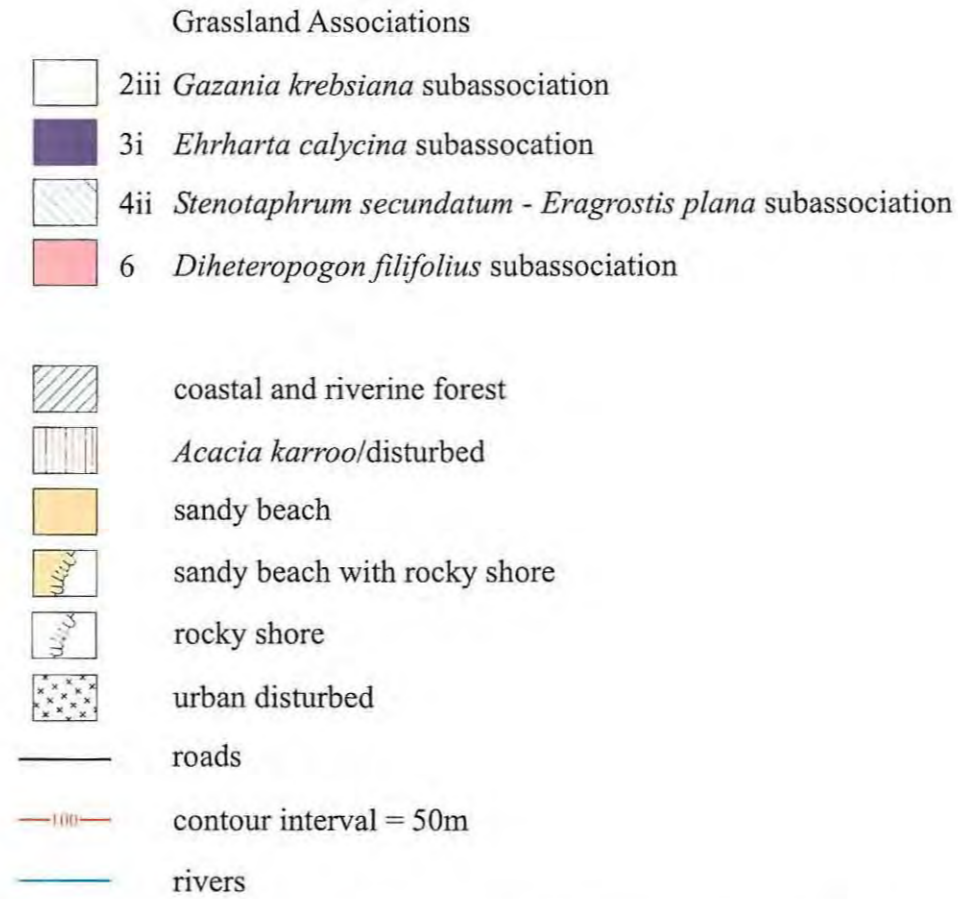 Grassland Associations
2iii Gazania krebsiana subassociation
3i Ehrharta calycina subassocation
4ii Stenotaphrum secundatum - Eragrostis plana subassociation
6 Diheteropogon filifolius subassociation
coastal and riverine forest
Acacia karroo/disturbed
sandy beach
sandy beach with rocky shore
rocky shore
urban disturbed
roads
100 contour interval = 50m
rivers